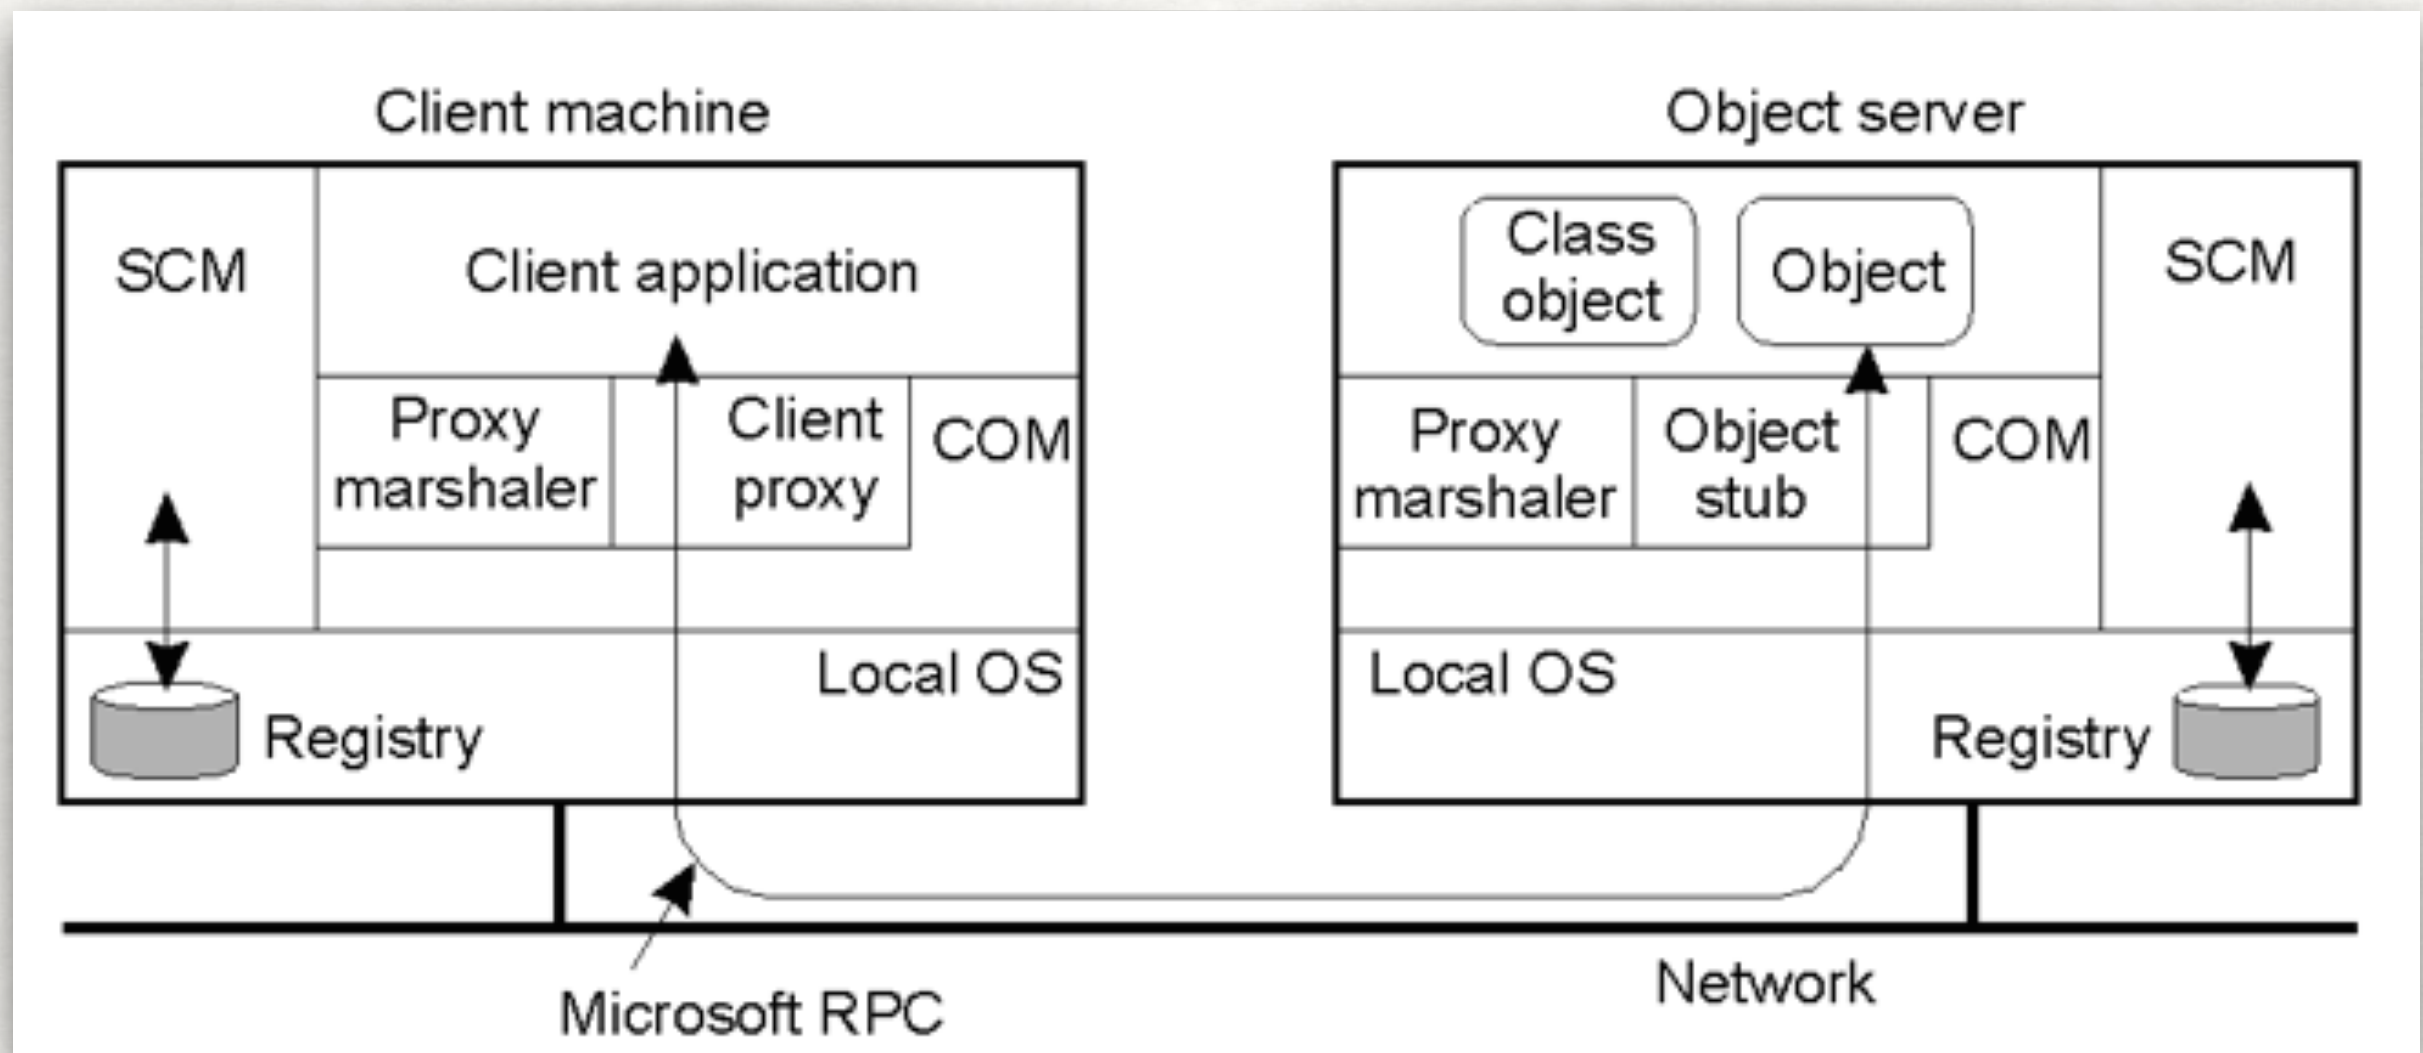 Client machine
Object server
SCM
Client application
Proxy
marshaler
Client
proxy
COM
Local OS
Registry
Class
object
Object
SCM
Proxy
marshaler
Object
stub
COM
Local OS
Registry
Microsoft RPC
Network